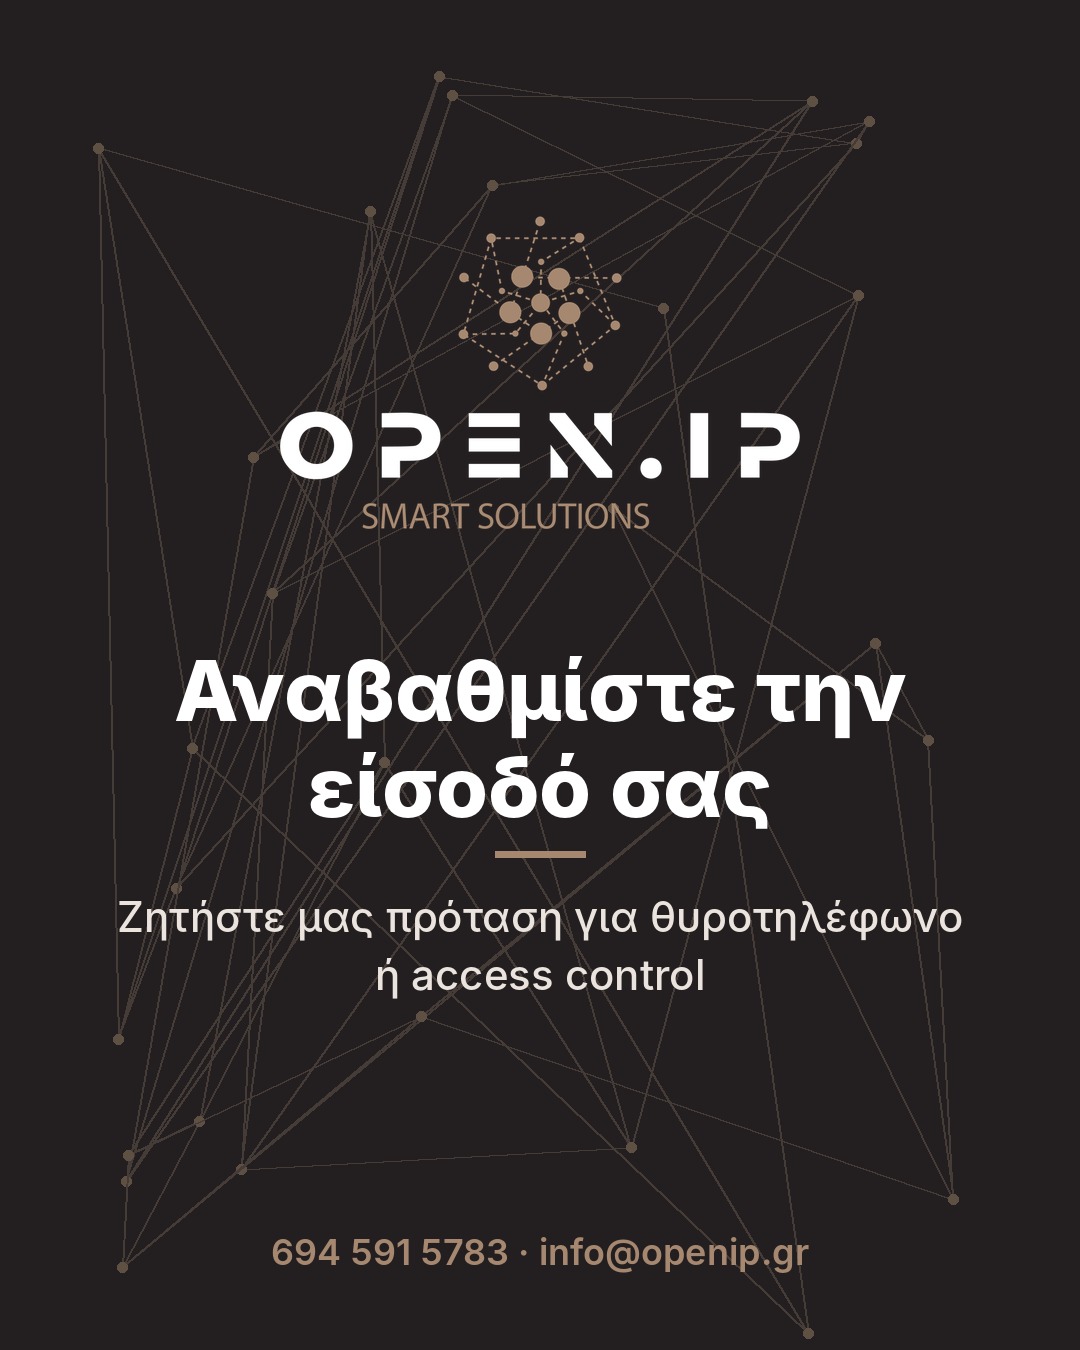 OPEN.IP
SMART SOLUTIONS
Αναβαθμίστε την
είσοδό σας
Ζητήστε μας πρόταση για θυροτηλέφωνο
ή access control
694 591 5783 · info@openip.gr